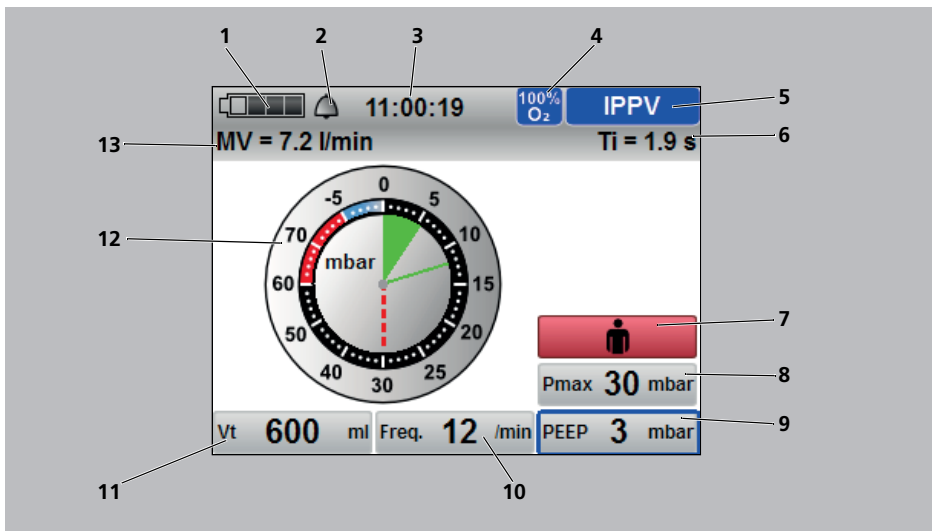 1 2 3 4
11:00:19 100% O₂ IPPV 5
13 MV = 7.2 l/min Ti = 1.9 s 6
12
-5 0 5
70 10
mbar
60 15
50 20
40 30 25
7
Pmax 30 mbar 8
Vt 600 ml Freq. 12 /min PEEP 3 mbar 9
11 10